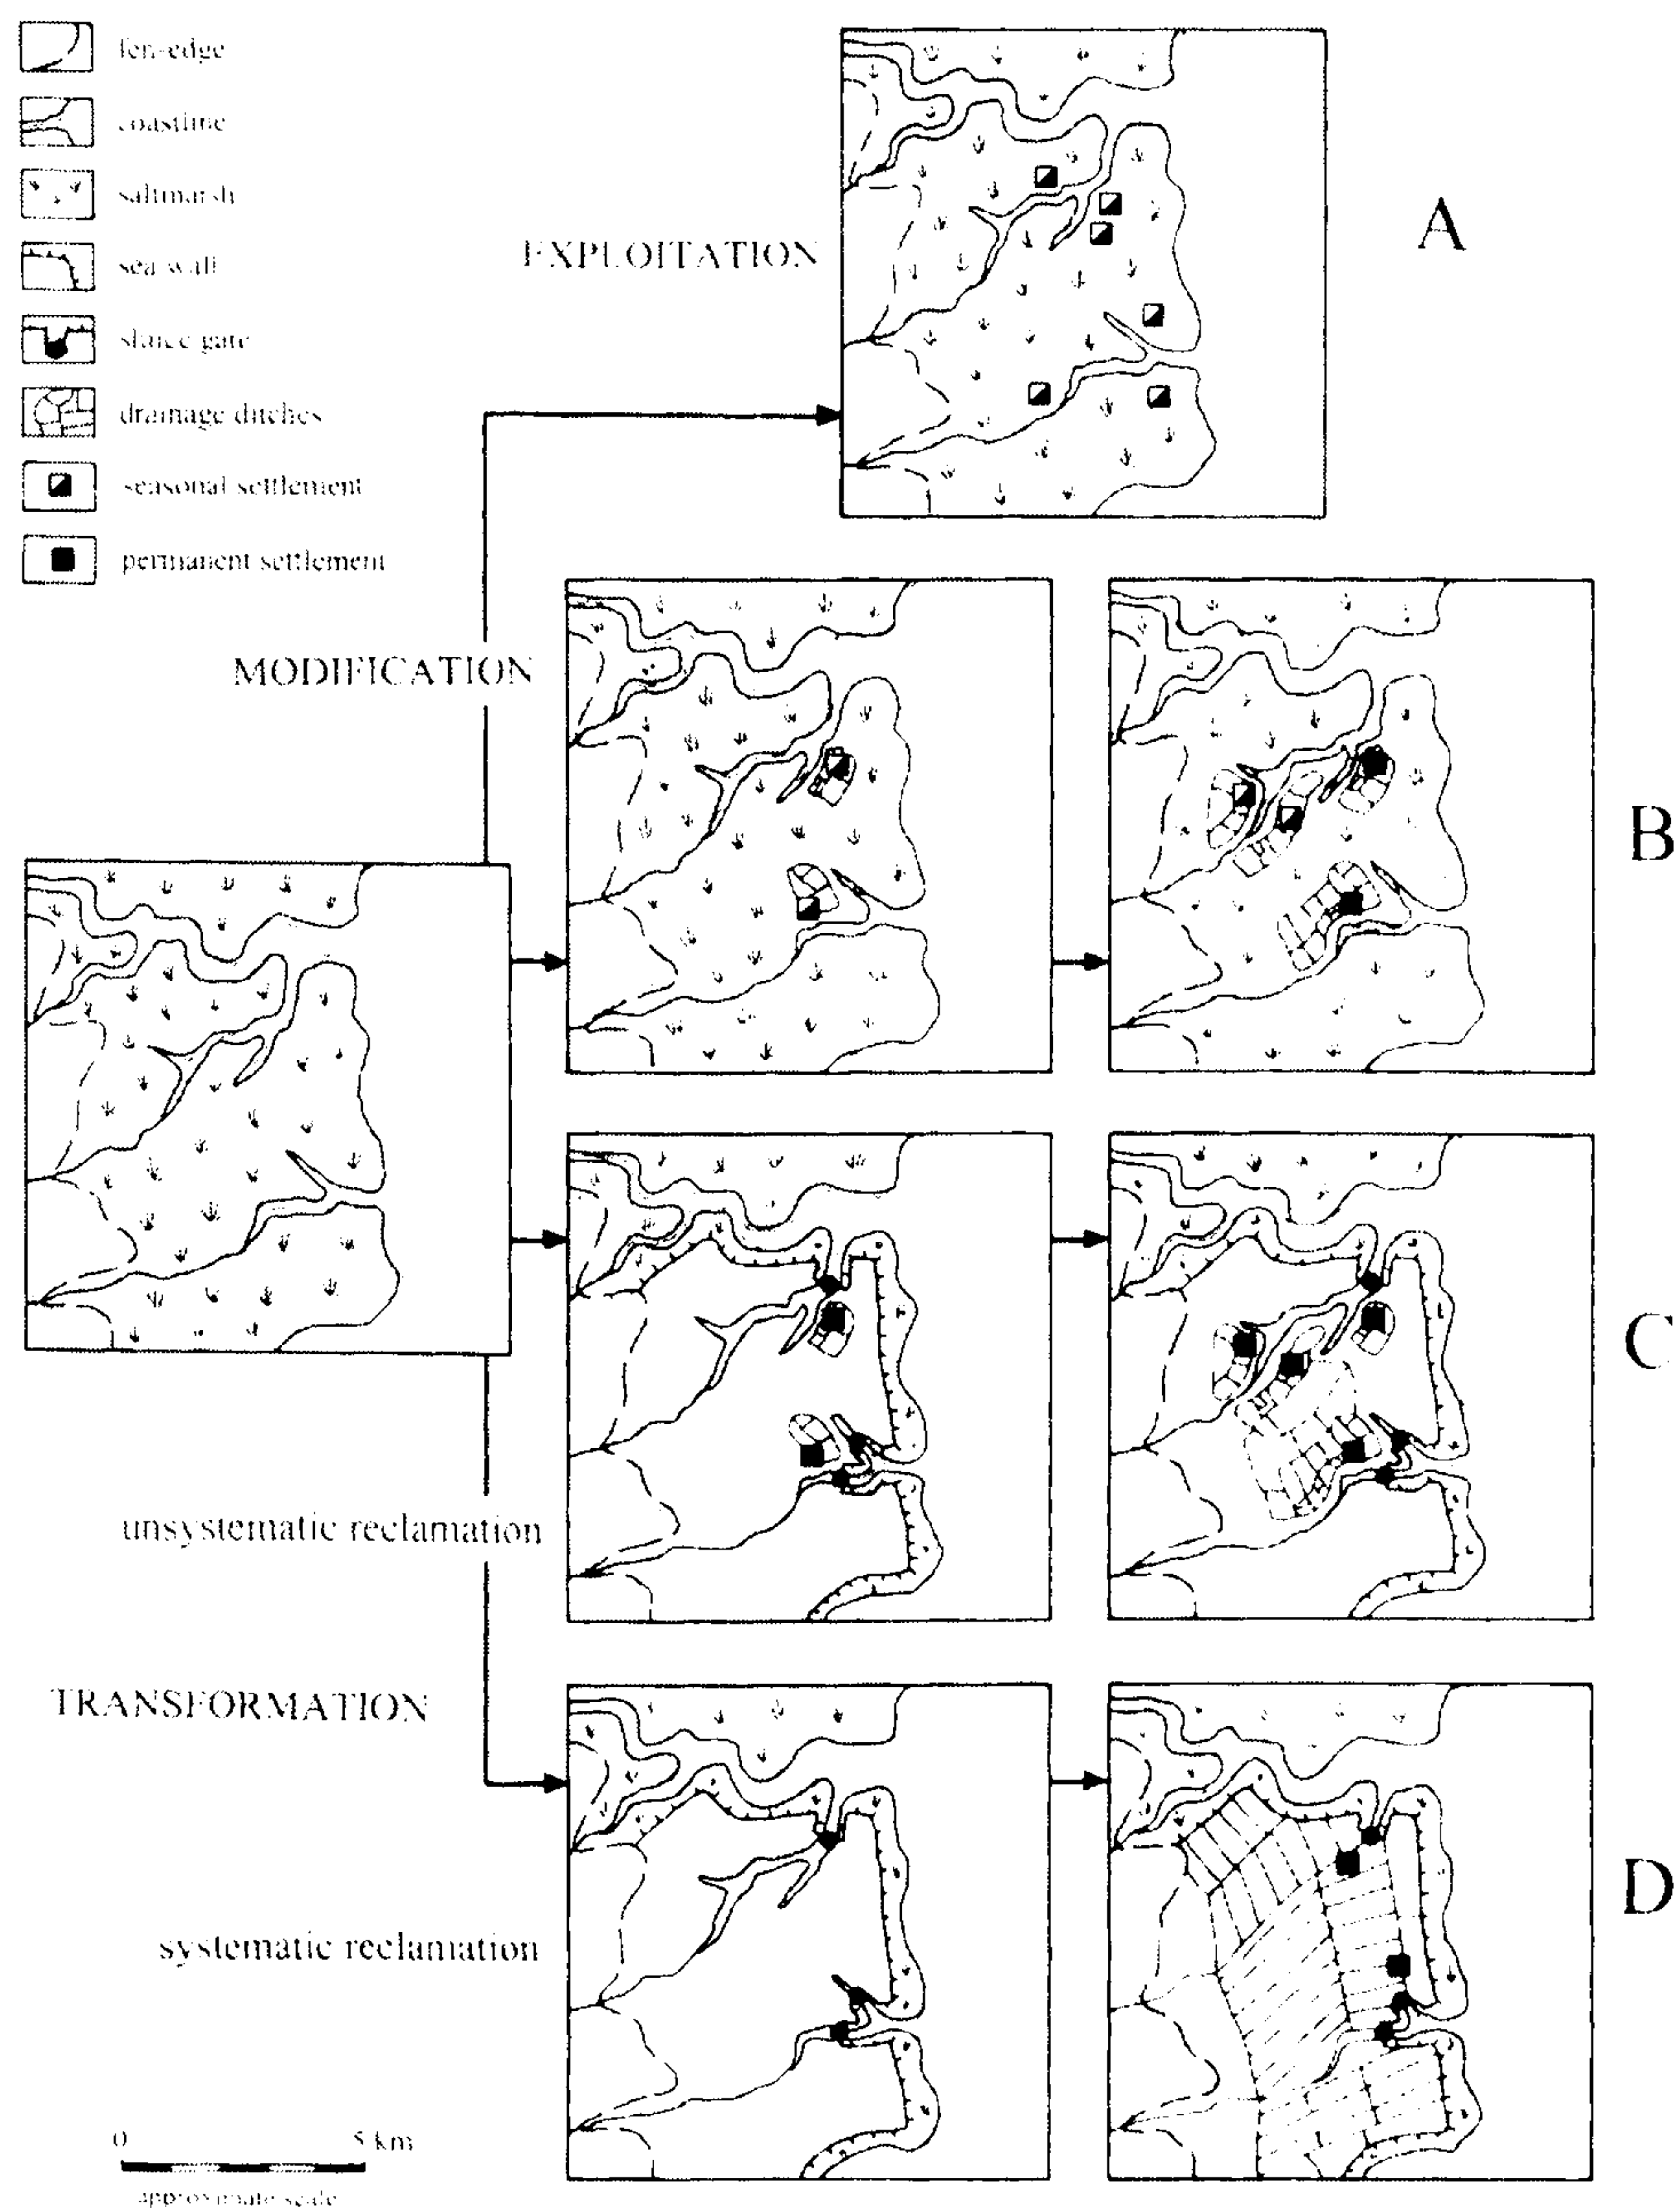 fen-edge
coastline
saltmarsh
sea wall
sluice gate
drainage ditches
seasonal settlement
permanent settlement
EXPLOITATION
A
MODIFICATION
B
C
unsystematic reclamation
TRANSFORMATION
D
systematic reclamation
0 5 km
approximate scale